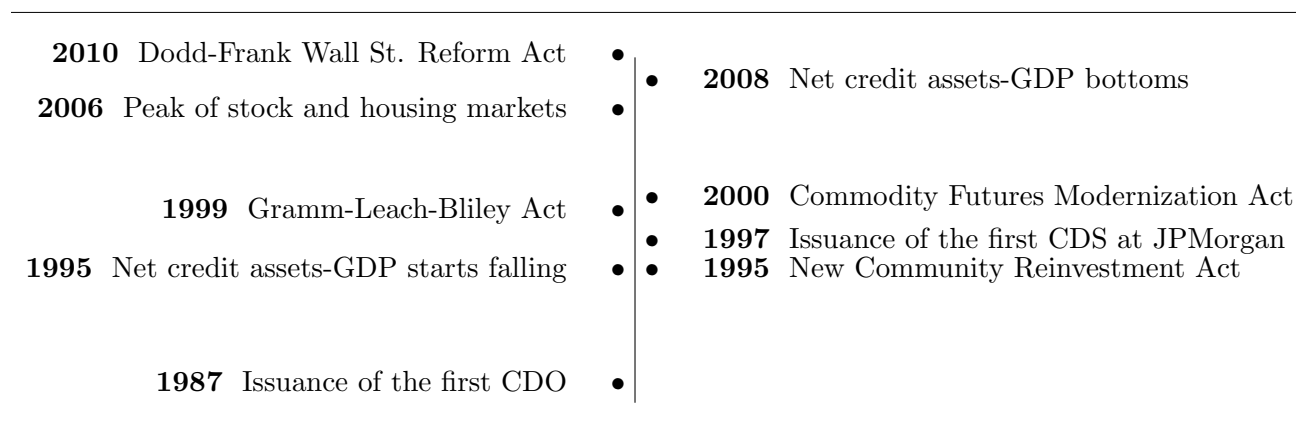 2010 Dodd-Frank Wall St. Reform Act
2008 Net credit assets-GDP bottoms
2006 Peak of stock and housing markets
2000 Commodity Futures Modernization Act
1999 Gramm-Leach-Bliley Act
1997 Issuance of the first CDS at JPMorgan
1995 Net credit assets-GDP starts falling
1995 New Community Reinvestment Act
1987 Issuance of the first CDO